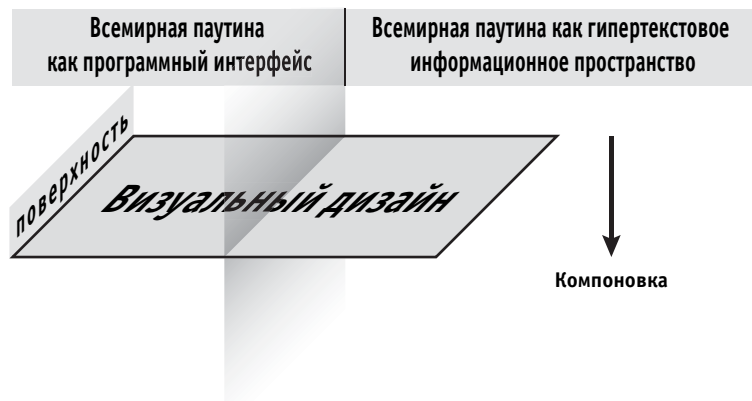 Всемирная паутина
как программный интерфейс
Всемирная паутина как гипертекстовое
информационное пространство
поверхность
Визуальный дизайн
Компоновка